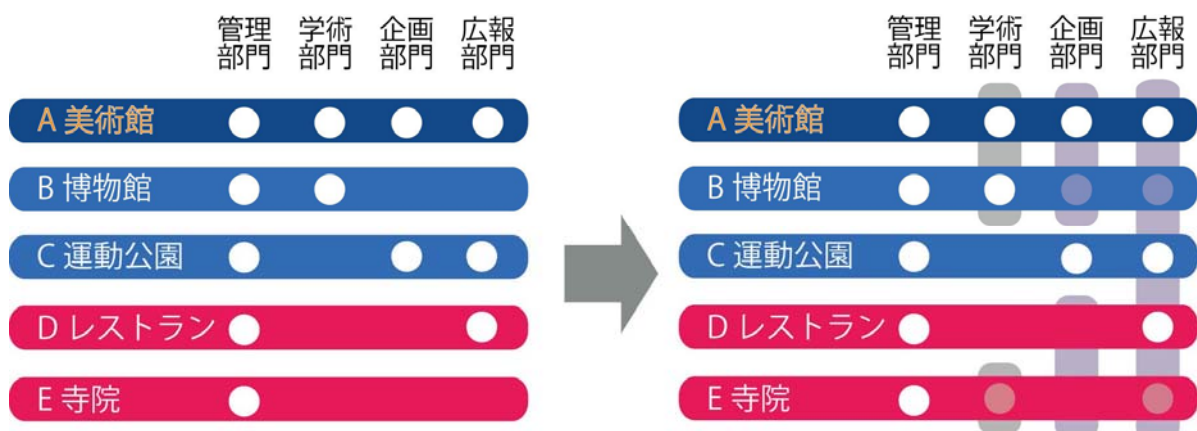 管理 学術 企画 広報
部門 部門 部門 部門
A 美術館
B 博物館
C 運動公園
D レストラン
E 寺院
管理 学術 企画 広報
部門 部門 部門 部門
A 美術館
B 博物館
C 運動公園
D レストラン
E 寺院